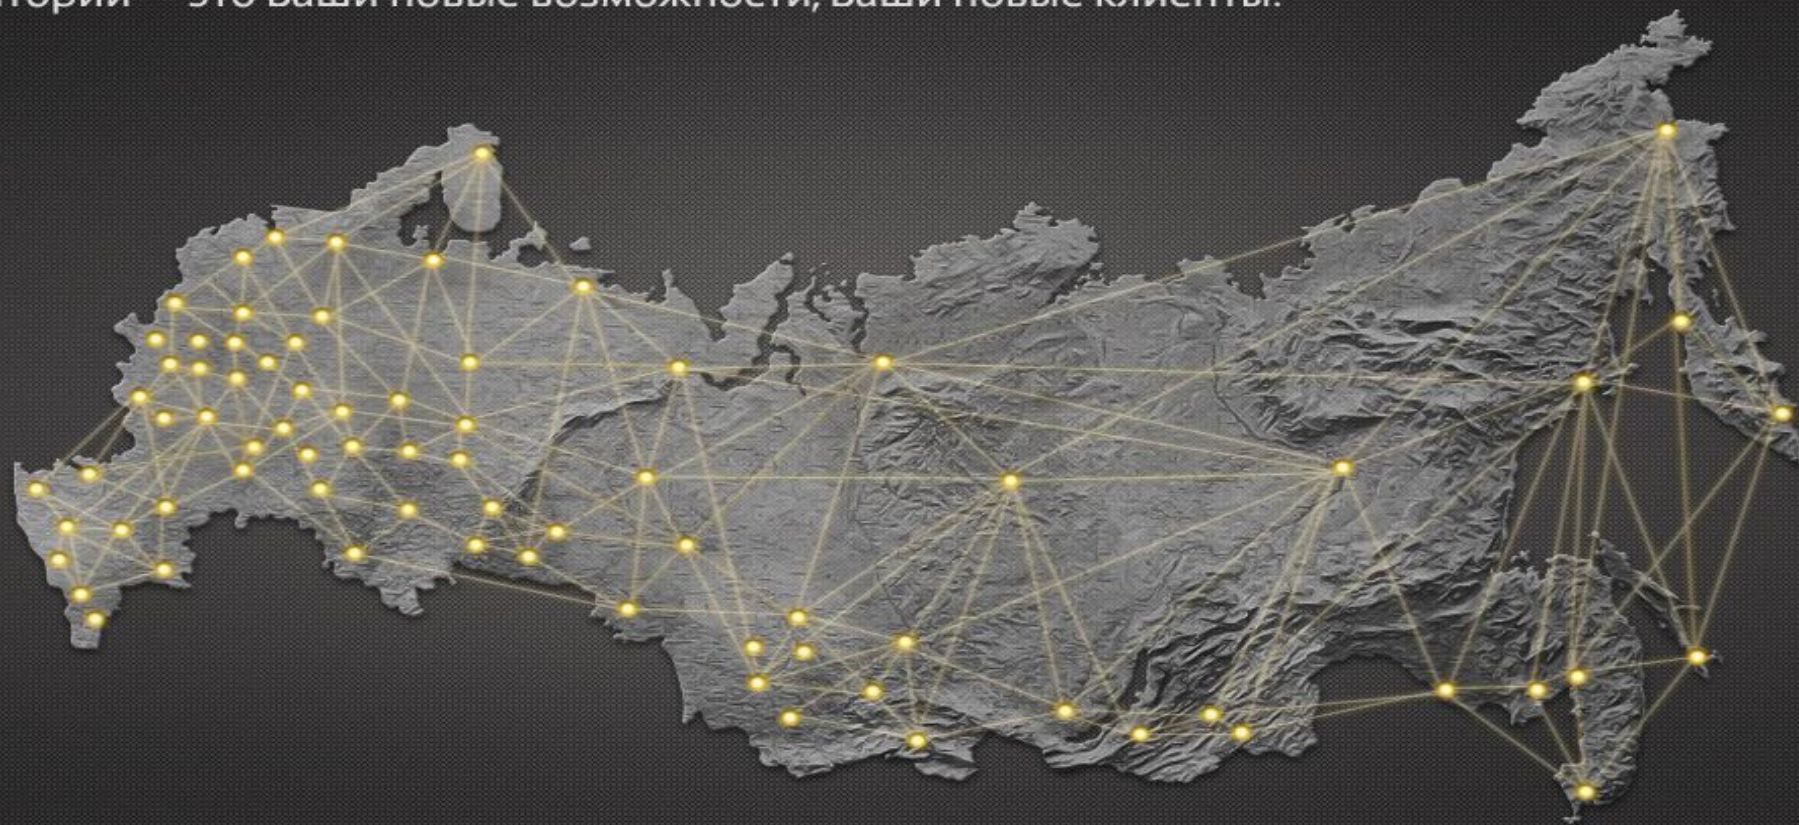 тории — это Ваши новые возможности, Ваши новые клиенты.